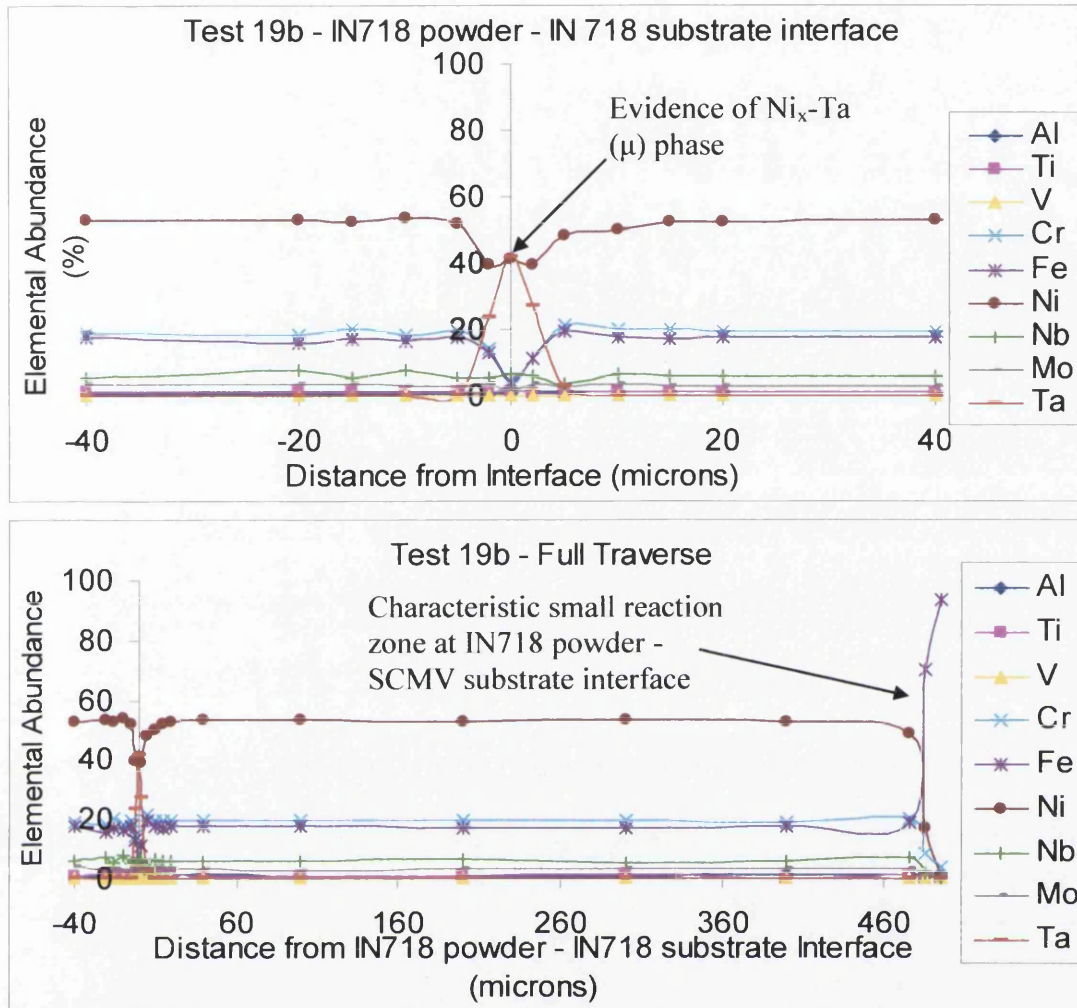 Test 19b - IN718 powder - IN 718 substrate interface
100
80
60
40
20
0
Elemental Abundance
(%)
Evidence of Niₓ-Ta
(μ) phase
-40
-20
0
20
40
Distance from Interface (microns)
Al
Ti
V
Cr
Fe
Ni
Nb
Mo
Ta
Test 19b - Full Traverse
100
80
60
40
20
0
Elemental Abundance
Characteristic small reaction
zone at IN718 powder -
SCMV substrate interface
-40
60
160
260
360
460
Distance from IN718 powder - IN718 substrate Interface
(microns)
Al
Ti
V
Cr
Fe
Ni
Nb
Mo
Ta